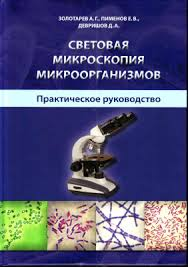 ЗОЛОТАРЕВ А.Г., ПИМЕНОВ Е.В.,
ДЕВРИШОВ Д.А.
СВЕТОВАЯ
МИКРОСКОПИЯ
МИКРООРГАНИЗМОВ
Практическое руководство